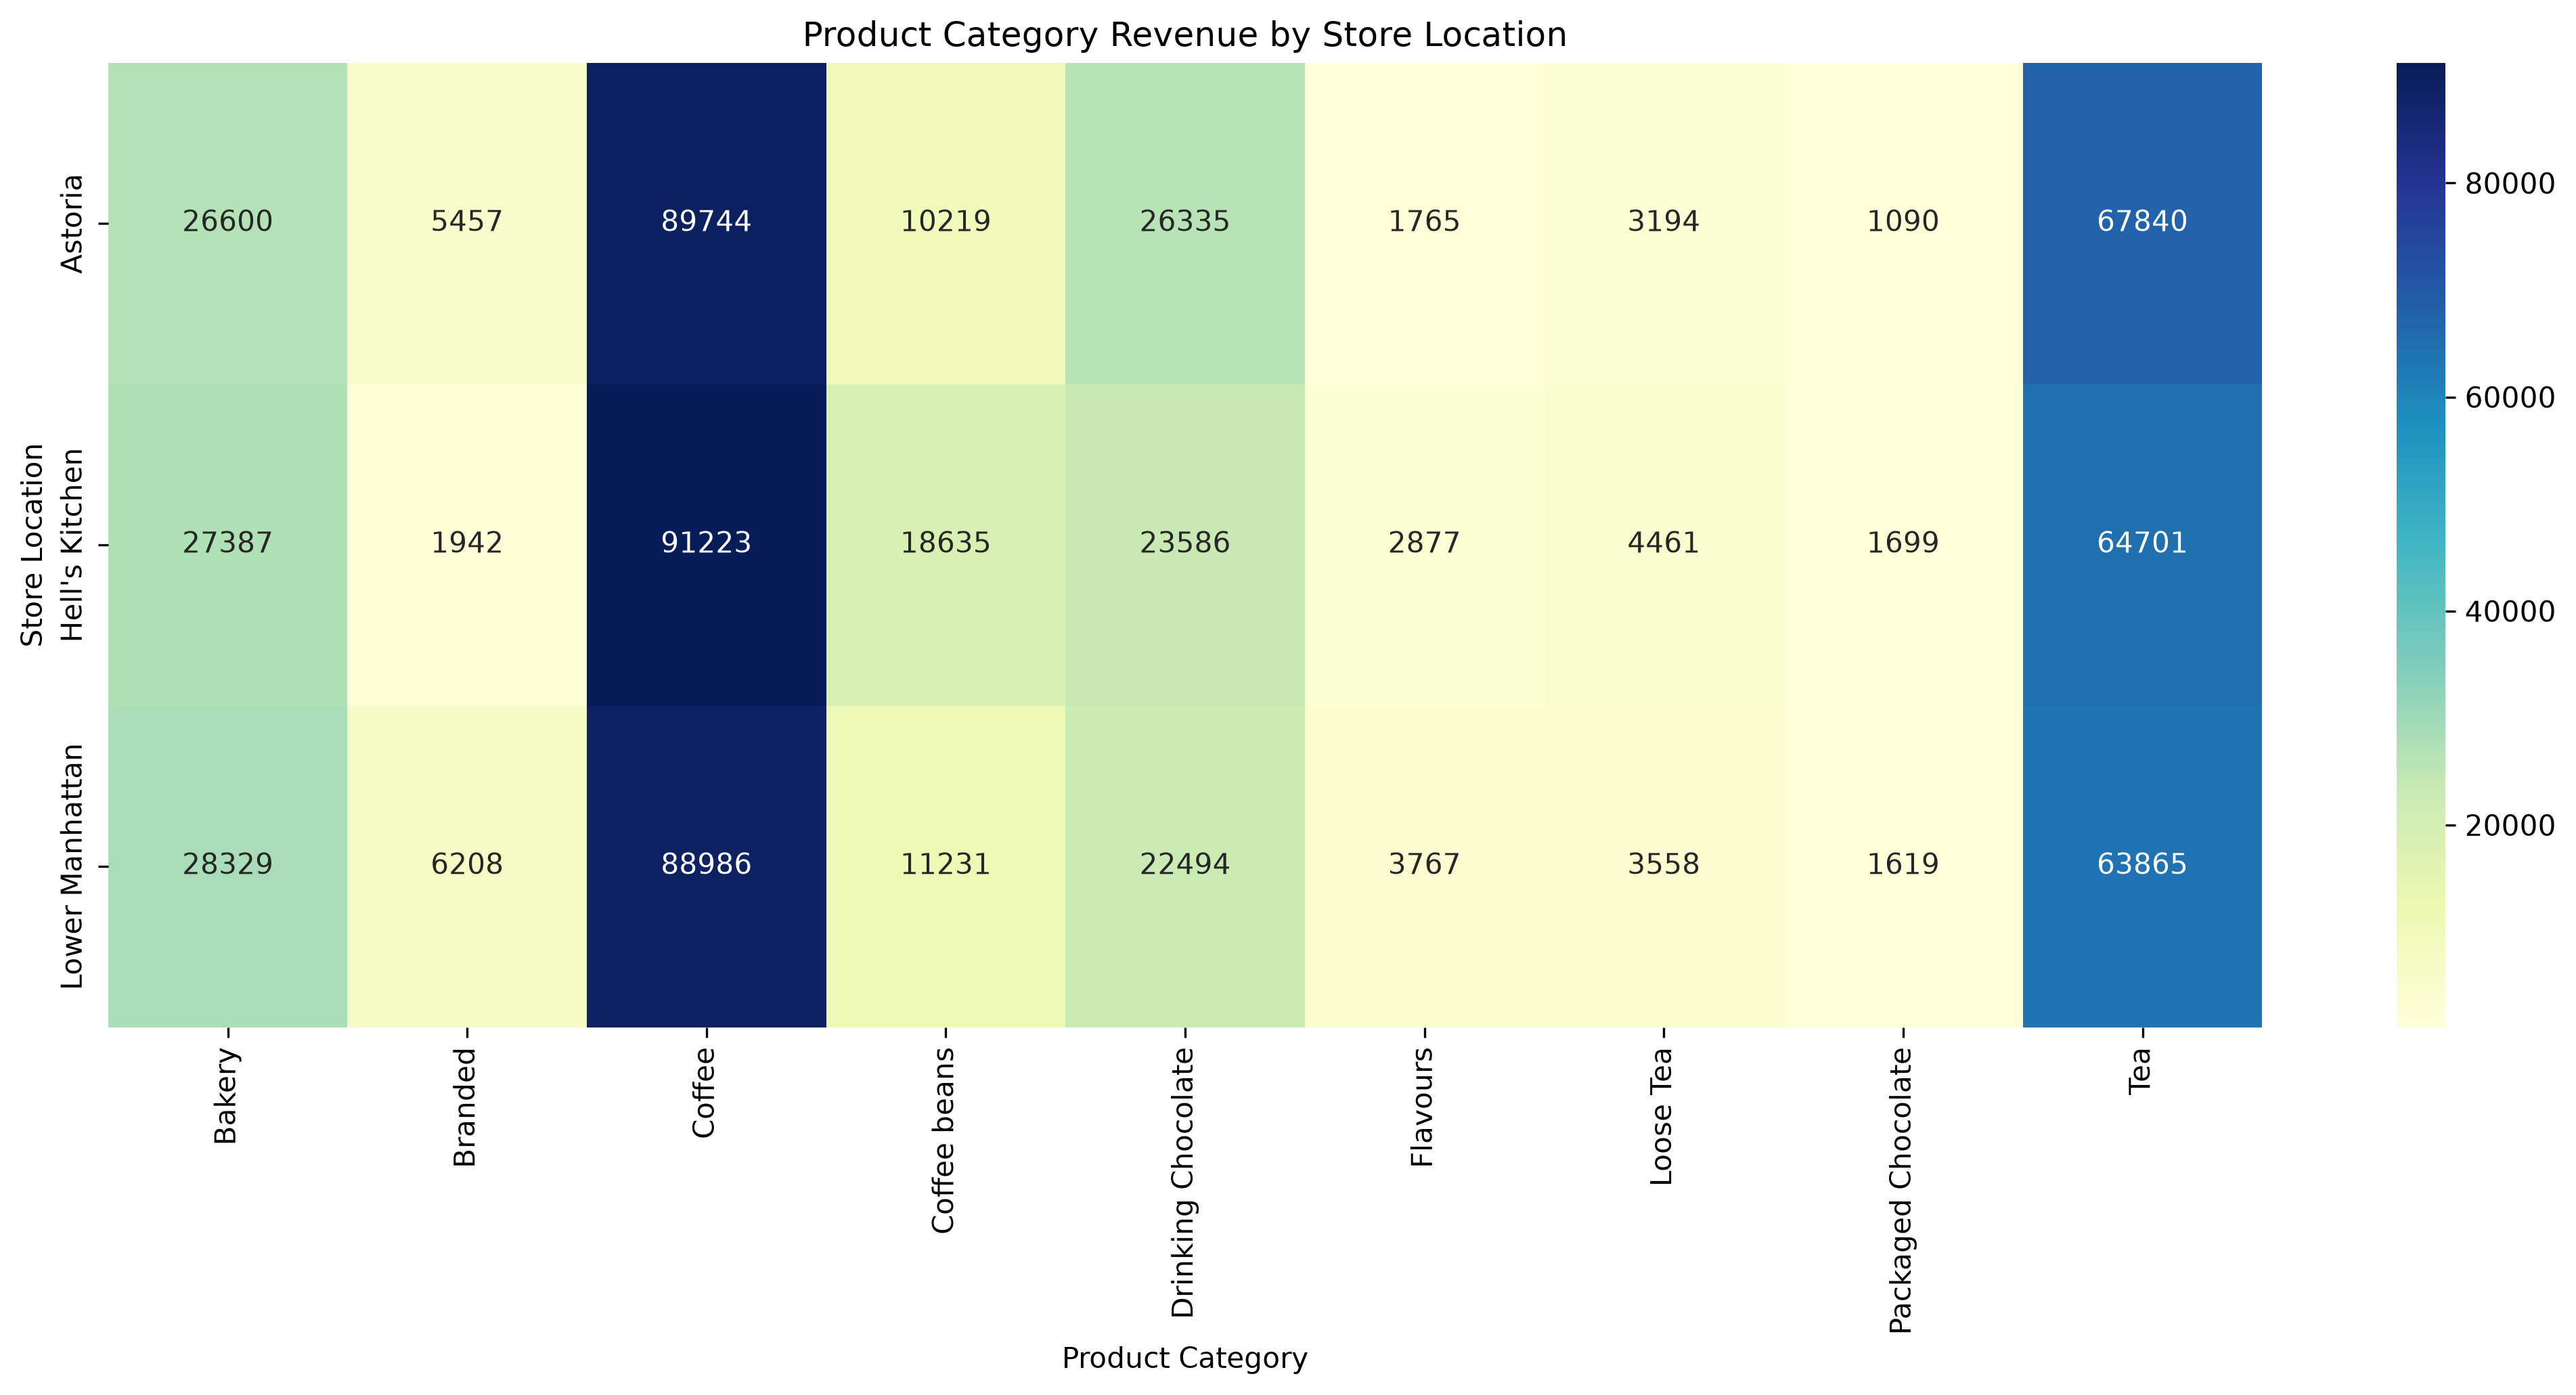 Product Category Revenue by Store Location
Store Location
Astoria
26600 5457 89744 10219 26335 1765 3194 1090 67840
Hell's Kitchen
27387 1942 91223 18635 23586 2877 4461 1699 64701
Lower Manhattan
28329 6208 88986 11231 22494 3767 3558 1619 63865
Bakery
Branded
Coffee
Coffee beans
Drinking Chocolate
Flavours
Loose Tea
Packaged Chocolate
Tea
Product Category
80000
60000
40000
20000